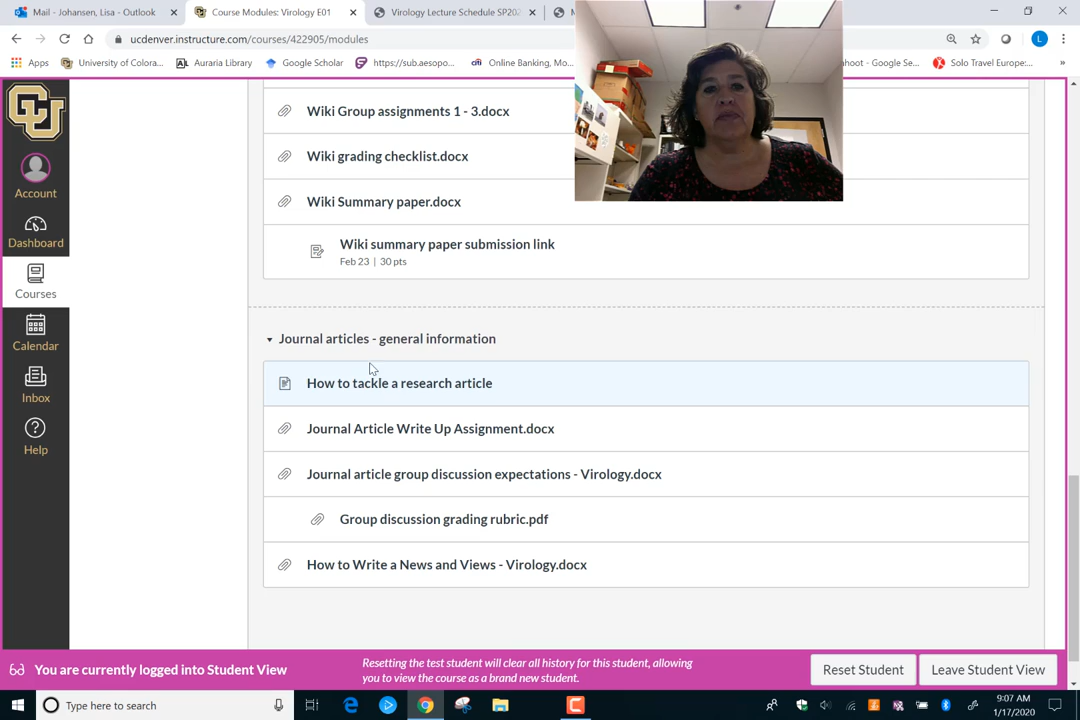 Mail - Johansen, Lisa - Outlook
Course Modules: Virology E01
Virology Lecture Schedule SP202
ucdenver.instructure.com/courses/422905/modules
Apps
University of Colora...
Auraria Library
Google Scholar
https://sub.aesopo...
Online Banking, Mo...
ahoot - Google Se...
Solo Travel Europe:...
L
CU
Account
Dashboard
Courses
Calendar
Inbox
Help
Wiki Group assignments 1 - 3.docx
Wiki grading checklist.docx
Wiki Summary paper.docx
Wiki summary paper submission link
Feb 23 | 30 pts
Journal articles - general information
How to tackle a research article
Journal Article Write Up Assignment.docx
Journal article group discussion expectations - Virology.docx
Group discussion grading rubric.pdf
How to Write a News and Views - Virology.docx
You are currently logged into Student View
Resetting the test student will clear all history for this student, allowing
you to view the course as a brand new student.
Reset Student
Leave Student View
Type here to search
9:07 AM
1/17/2020